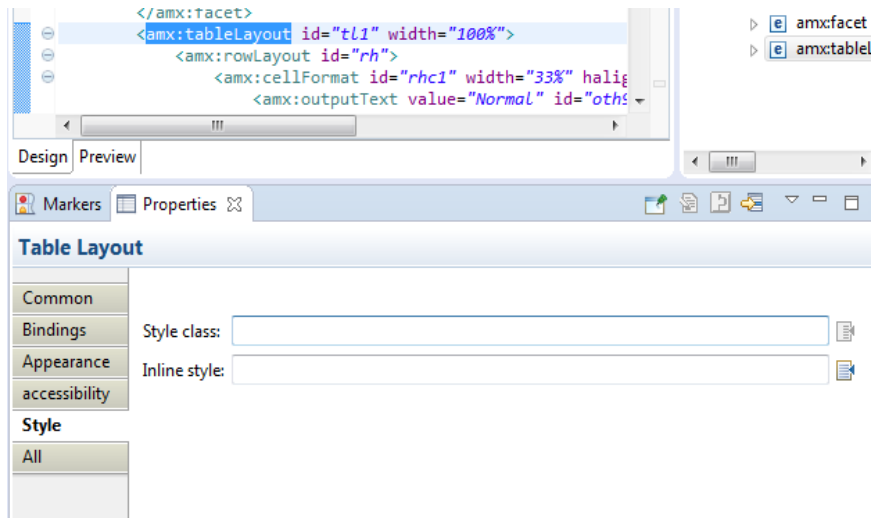 </amx:facet>
<amx:tableLayout id="tl1" width="100%">
<amx:rowLayout id="rh">
<amx:cellFormat id="rhc1" width="33%" halig
<amx:outputText value="Normal" id="oth
amx:facet
amx:tableL
Design Preview
Markers Properties
Table Layout
Common
Bindings
Appearance
accessibility
Style
All
Style class:
Inline style: